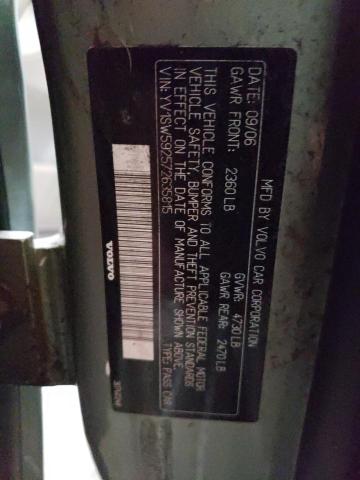 MFD BY VOLVO CAR CORPORATION
DATE: 09/06 GVWR: 4730 LB
GAWR FRONT: 2360 LB GAWR REAR: 2470 LB
THIS VEHICLE CONFORMS TO ALL APPLICABLE FEDERAL MOTOR
VEHICLE SAFETY, BUMPER AND THEFT PREVENTION STANDARDS
IN EFFECT ON THE DATE OF MANUFACTURE SHOWN ABOVE.
VIN: YV1SW592572635815 TYPE: PASS CAR
VOLVO